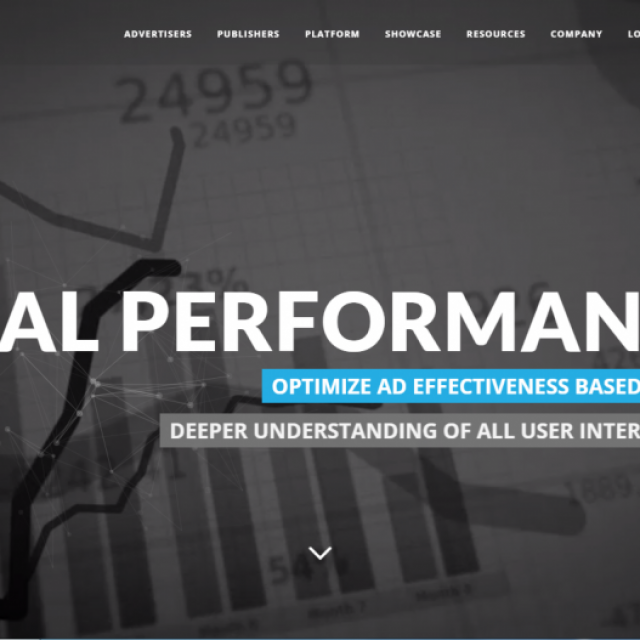 ADVERTISERS PUBLISHERS PLATFORM SHOWCASE RESOURCES COMPANY LO
24959
24959
23%
AL PERFORMAN
OPTIMIZE AD EFFECTIVENESS BASED
DEEPER UNDERSTANDING OF ALL USER INTER